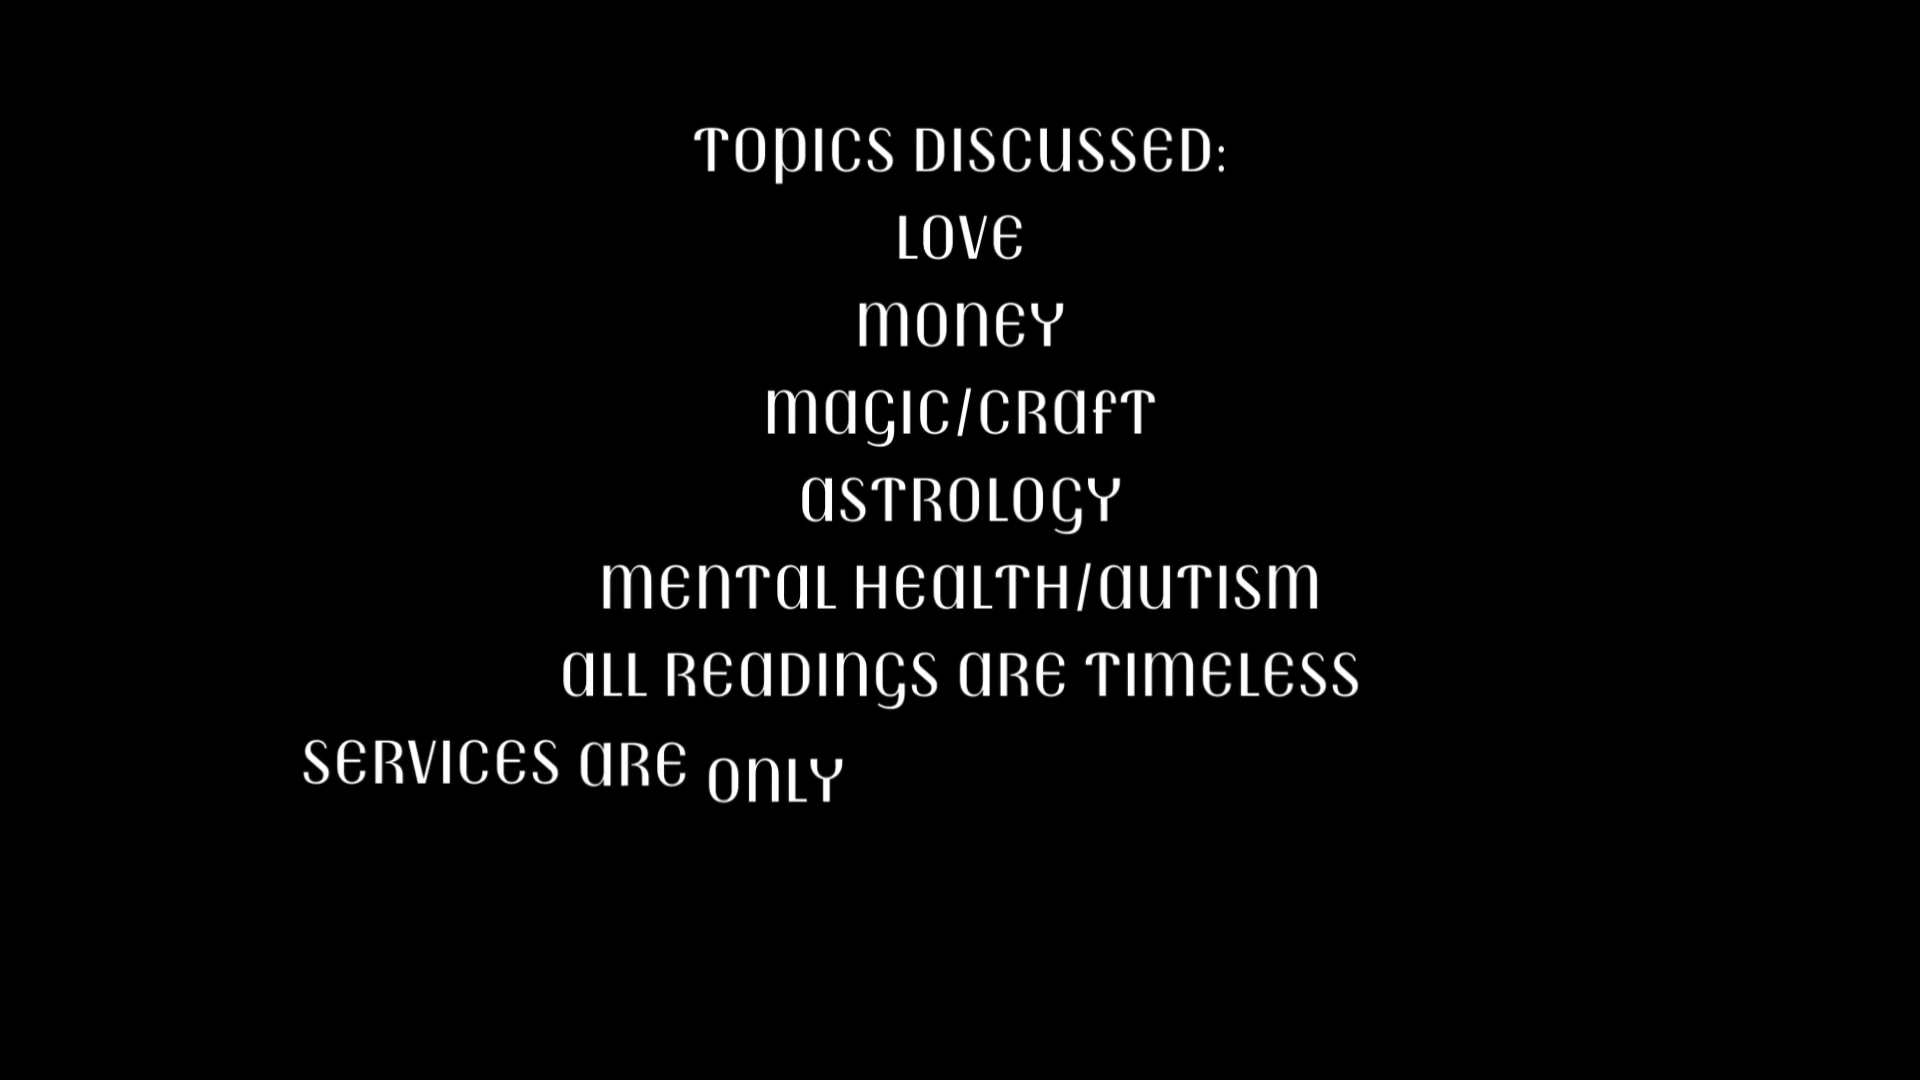 TOPICS DISCUSSED:
LOVE
MONEY
MAGIC/CRAFT
ASTROLOGY
MENTAL HEALTH/AUTISM
ALL READINGS ARE TIMELESS
SERVICES ARE ONLY